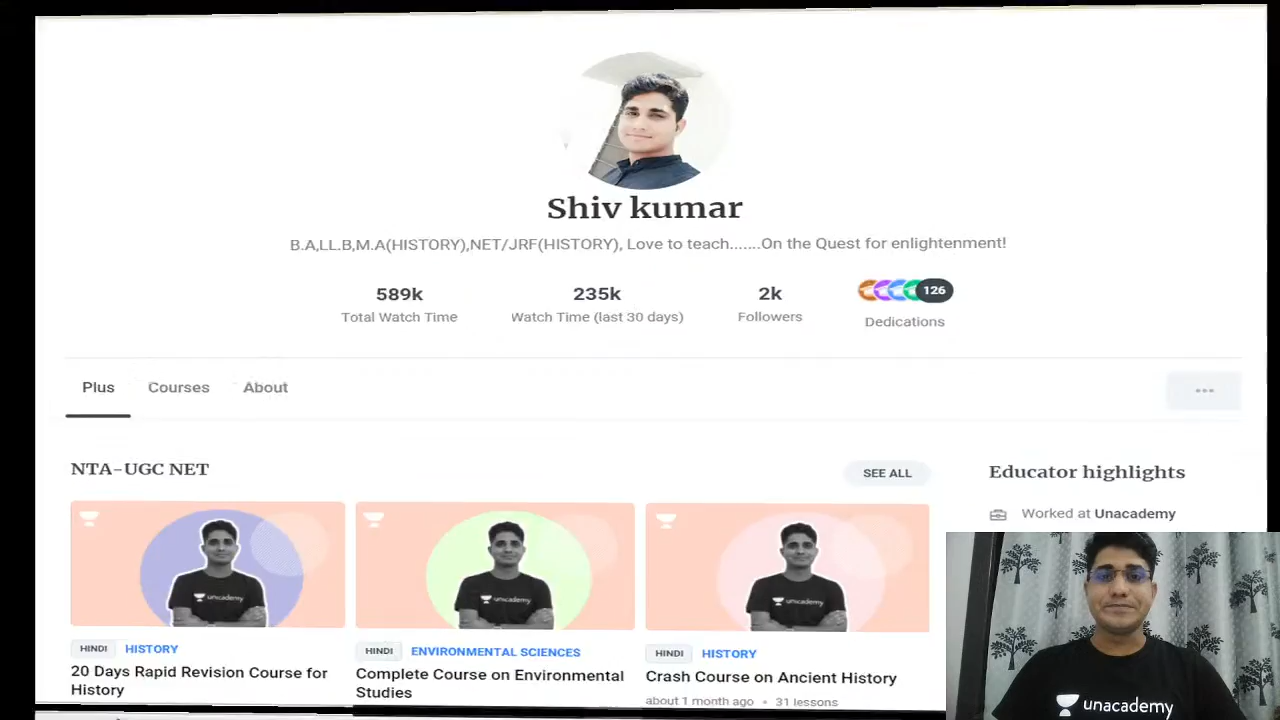 Shiv kumar
B.A,LL.B,M.A(HISTORY),NET/JRF(HISTORY), Love to teach.......On the Quest for enlightenment!
589k 235k 2k 126
Total Watch Time Watch Time (last 30 days) Followers Dedications
Plus Courses About
NTA-UGC NET SEE ALL Educator highlights
Worked at Unacademy
unacademy unacademy unacademy
HINDI HISTORY HINDI ENVIRONMENTAL SCIENCES HINDI HISTORY
20 Days Rapid Revision Course for History
Complete Course on Environmental Studies
Crash Course on Ancient History
about 1 month ago • 31 lessons
unacademy